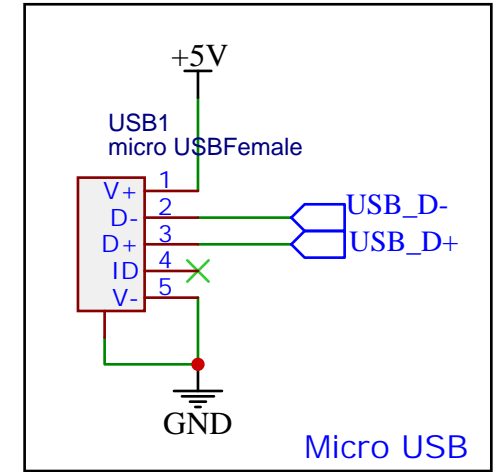 +5V
USB1
micro USBFemale
V+ 1
D- 2 USB_D-
D+ 3 USB_D+
ID 4
V- 5
GND
Micro USB